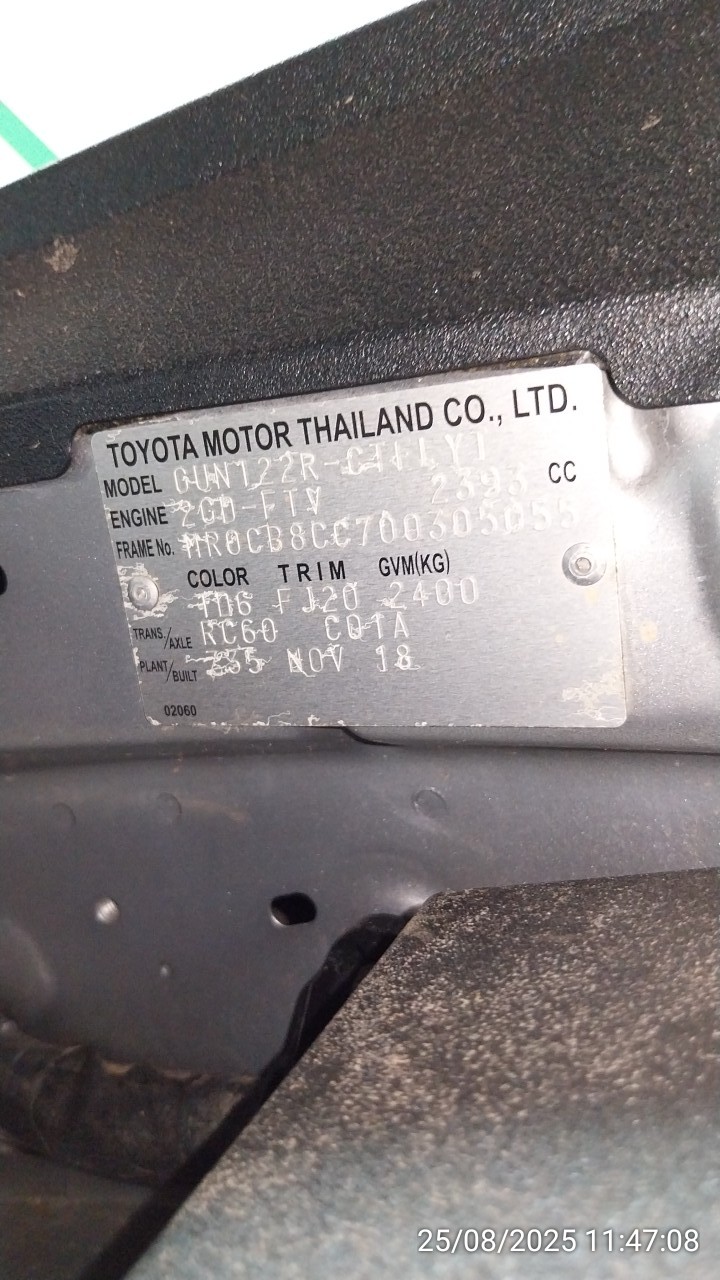 TOYOTA MOTOR THAILAND CO., LTD.
MODEL GUN122R-CTFLYT
ENGINE 2GD-FTV 2393 CC
FRAME No. MR0CB8CC700305055
COLOR TRIM GVM(KG)
1D6 FJ20 2400
TRANS./AXLE RC60 C01A
PLANT/BUILT Z35 NOV 18
02060
25/08/2025 11:47:08